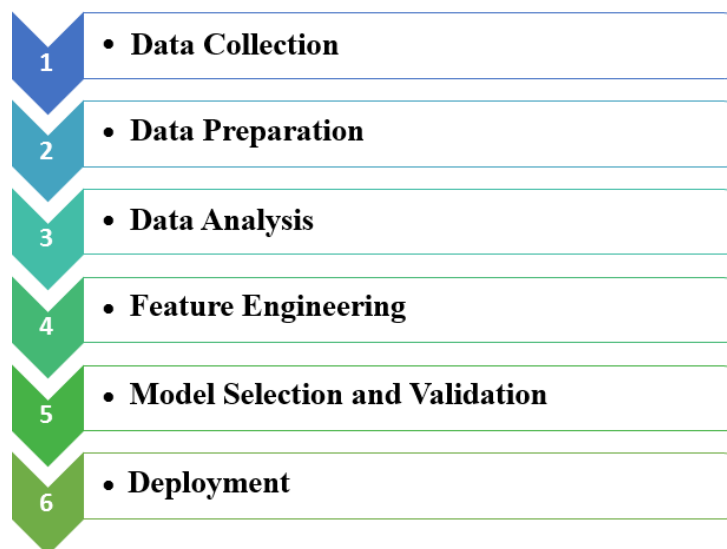 1 • Data Collection
2 • Data Preparation
3 • Data Analysis
4 • Feature Engineering
5 • Model Selection and Validation
6 • Deployment